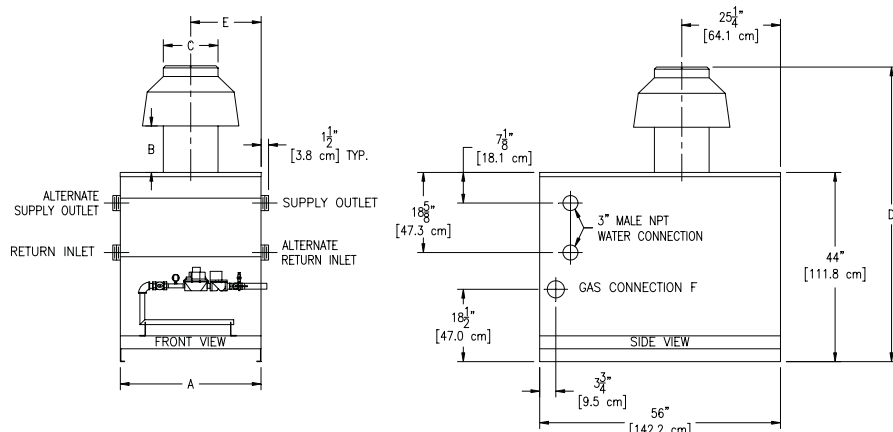 E
C
B
1 1/2"
[3.8 cm] TYP.
ALTERNATE
SUPPLY OUTLET
SUPPLY OUTLET
RETURN INLET
ALTERNATE
RETURN INLET
FRONT VIEW
A
25 1/4"
[64.1 cm]
7 1/8"
[18.1 cm]
18 5/8"
[47.3 cm]
3" MALE NPT
WATER CONNECTION
GAS CONNECTION F
18 1/2"
[47.0 cm]
SIDE VIEW
3 3/4"
[9.5 cm]
56"
[142.2 cm]
44"
[111.8 cm]
D